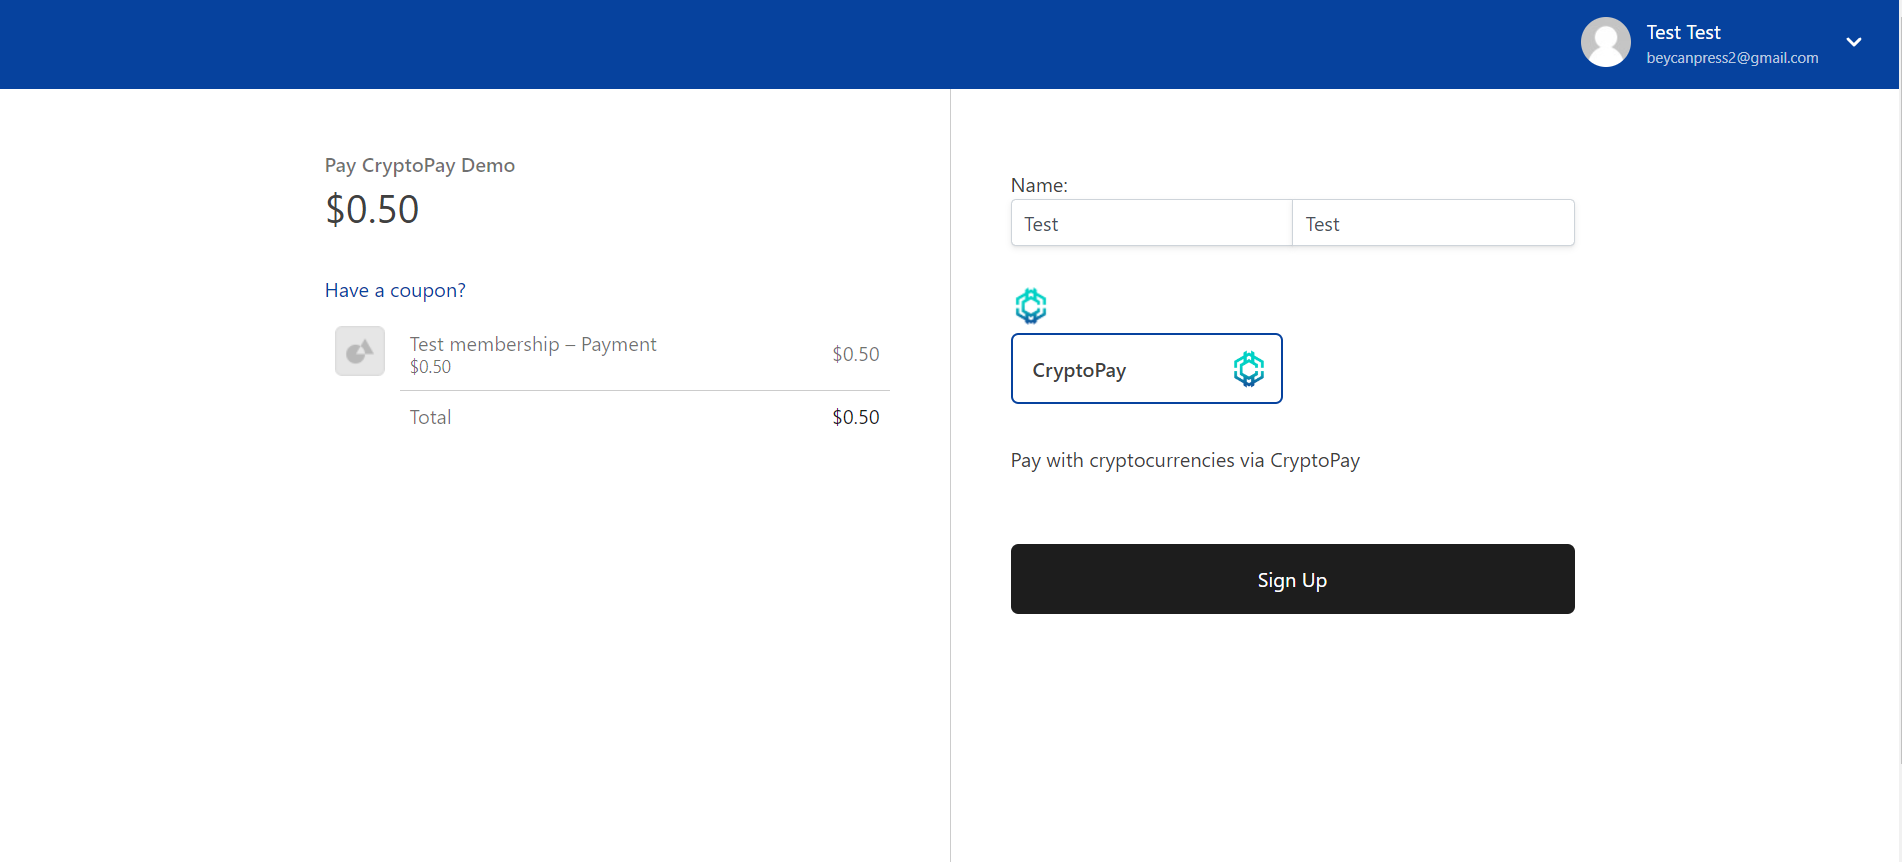 Test Test
beycanpress2@gmail.com
Pay CryptoPay Demo
$0.50
Have a coupon?
Test membership – Payment
$0.50
$0.50
Total
$0.50
Name:
Test
Test
CryptoPay
Pay with cryptocurrencies via CryptoPay
Sign Up